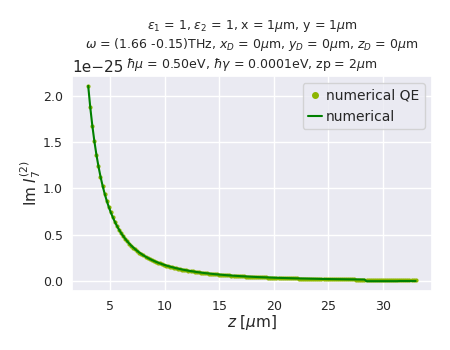 ε₁ = 1, ε₂ = 1, x = 1μm, y = 1μm
ω = (1.66 -0.15)THz, x_D = 0μm, y_D = 0μm, z_D = 0μm
ħμ = 0.50eV, ħγ = 0.0001eV, zp = 2μm
1e−25
numerical QE
numerical
2.0
1.5
1.0
0.5
0.0
Im I₇⁽²⁾
5 10 15 20 25 30
z [μm]